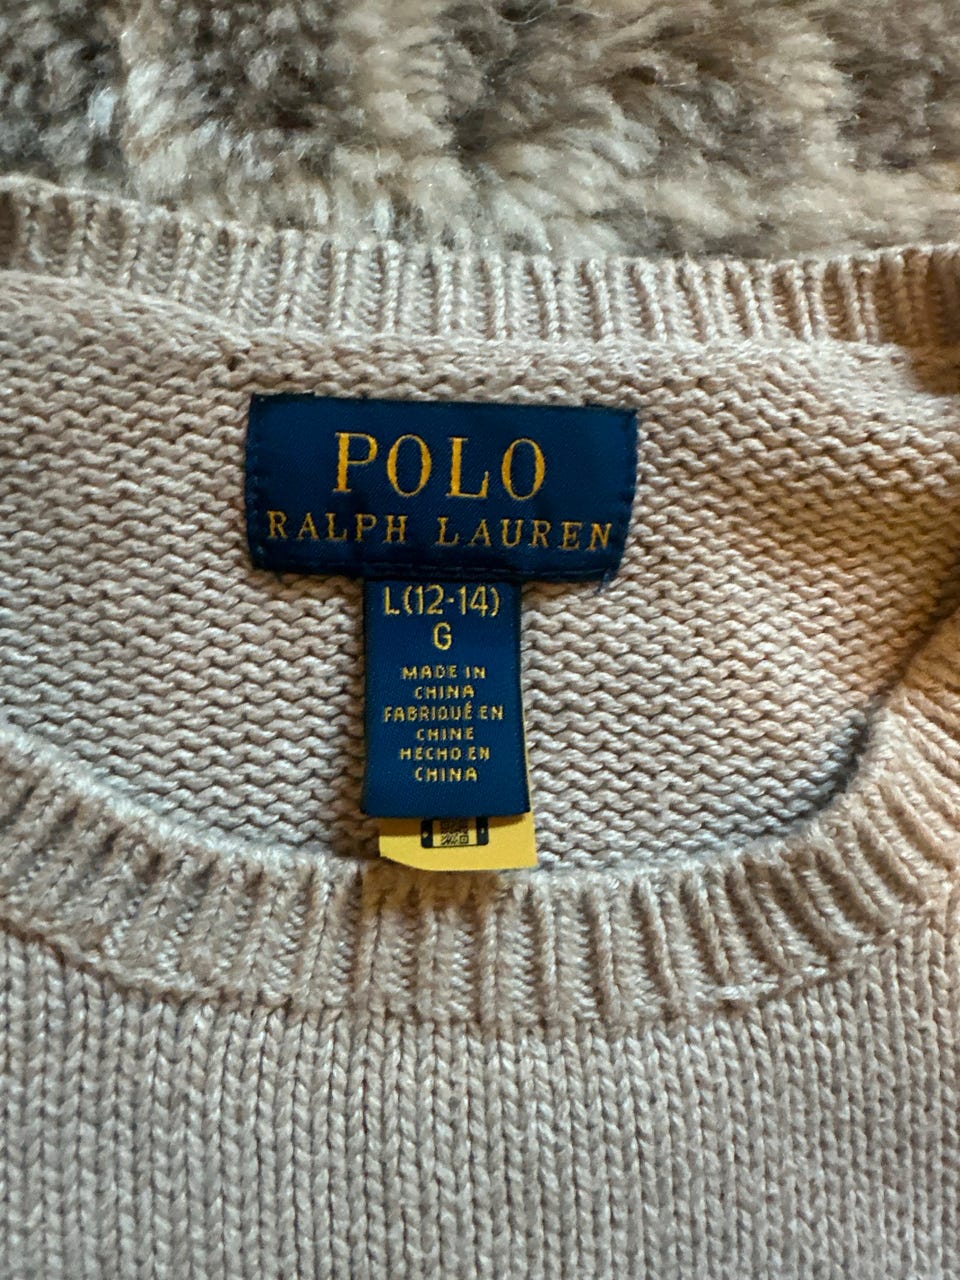 POLO
RALPH LAUREN
L(12-14)
G
MADE IN
CHINA
FABRIQUÉ EN
CHINE
HECHO EN
CHINA